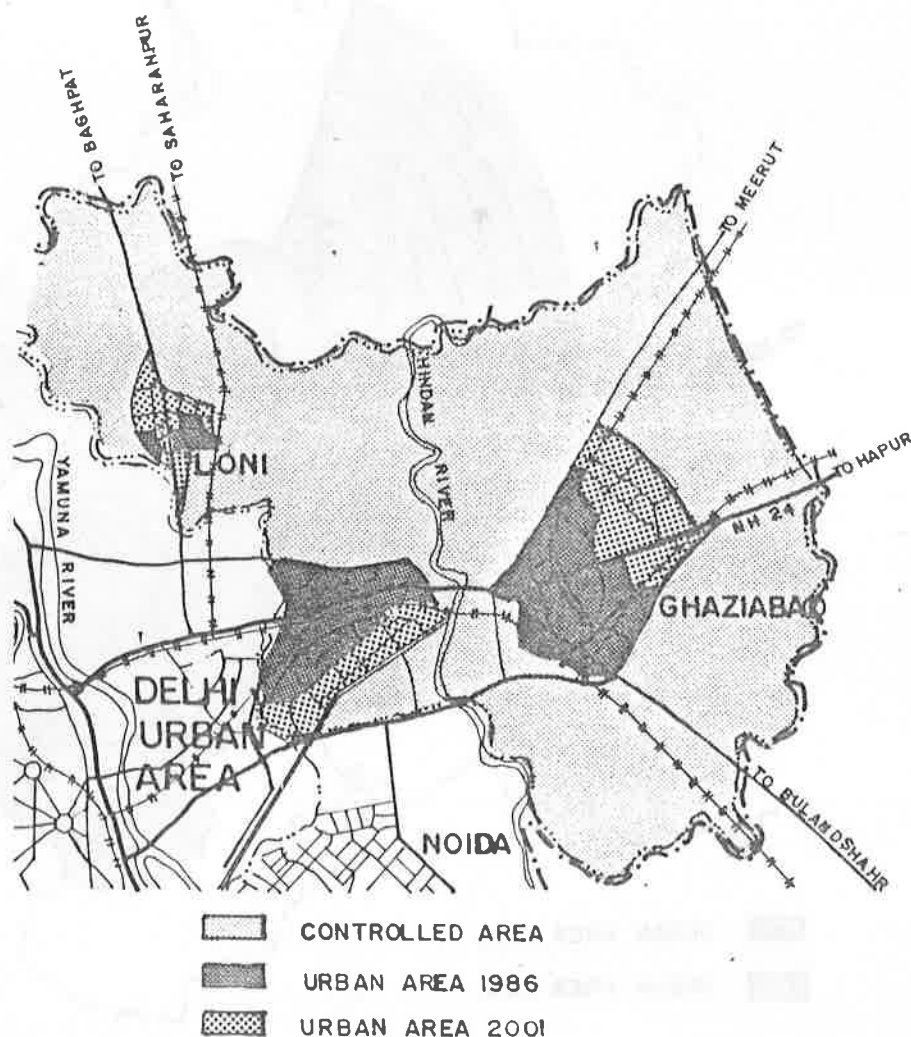 TO BAGHPAT
TO SAHARANPUR
TO MEERUT
HINDAN
RIVER
TO HAPUR
NH 24
LONI
YAMUNA
RIVER
GHAZIABAD
DELHI
URBAN
AREA
NOIDA
TO BULANDSHAHR
CONTROLLED AREA
URBAN AREA 1986
URBAN AREA 2001